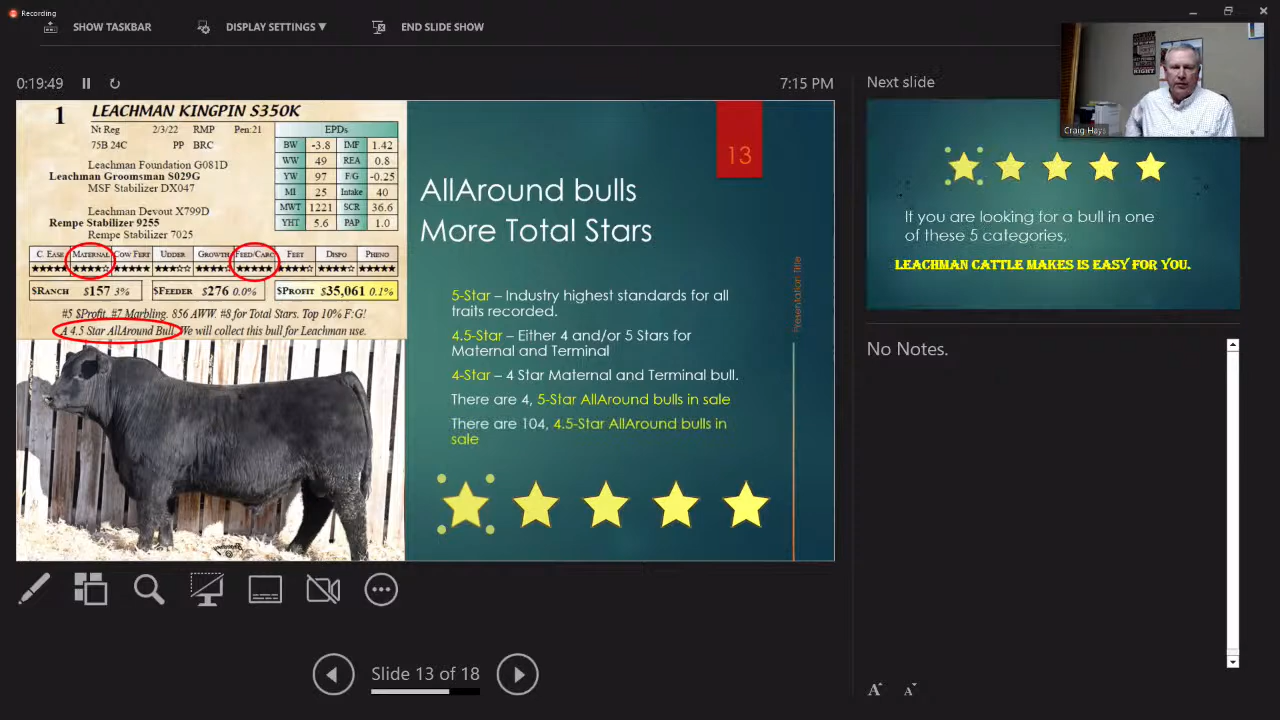 Recording
SHOW TASKBAR
DISPLAY SETTINGS ▼
END SLIDE SHOW
0:19:49
7:15 PM
Next slide
Craig Hays
RIGHT
1 LEACHMAN KINGPIN S350K
Nt Reg 2/3/22 RMP Pen:21
75B 24C PP BRC
Leachman Foundation G081D
Leachman Groomsman S029G
MSF Stabilizer DX047
Leachman Devout X799D
Rempe Stabilizer 9255
Rempe Stabilizer 7025
EPDs
BW -3.8 IMF 1.42
WW 49 REA 0.8
YW 97 F/G -0.25
MI 25 Intake 40
MWT 1221 SCR 36.6
YHT 5.6 PAP 1.0
C. EASE MATERNAL COW FERT UDDER GROWTH FEED/CARC FEET DISPO PHENO
$RANCH $157 3% $FEEDER $276 0.0% $PROFIT $35,061 0.1%
#5 $Profit. #7 Marbling. 856 AWW. #8 for Total Stars. Top 10% F:G!
A 4.5 Star AllAround Bull. We will collect this bull for Leachman use.
13
AllAround bulls
More Total Stars
5-Star – Industry highest standards for all
traits recorded.
4.5-Star – Either 4 and/or 5 Stars for
Maternal and Terminal
4-Star – 4 Star Maternal and Terminal bull.
There are 4, 5-Star AllAround bulls in sale
There are 104, 4.5-Star AllAround bulls in
sale
Presentation Title
If you are looking for a bull in one
of these 5 categories,
LEACHMAN CATTLE MAKES IS EASY FOR YOU.
No Notes.
Slide 13 of 18
A A